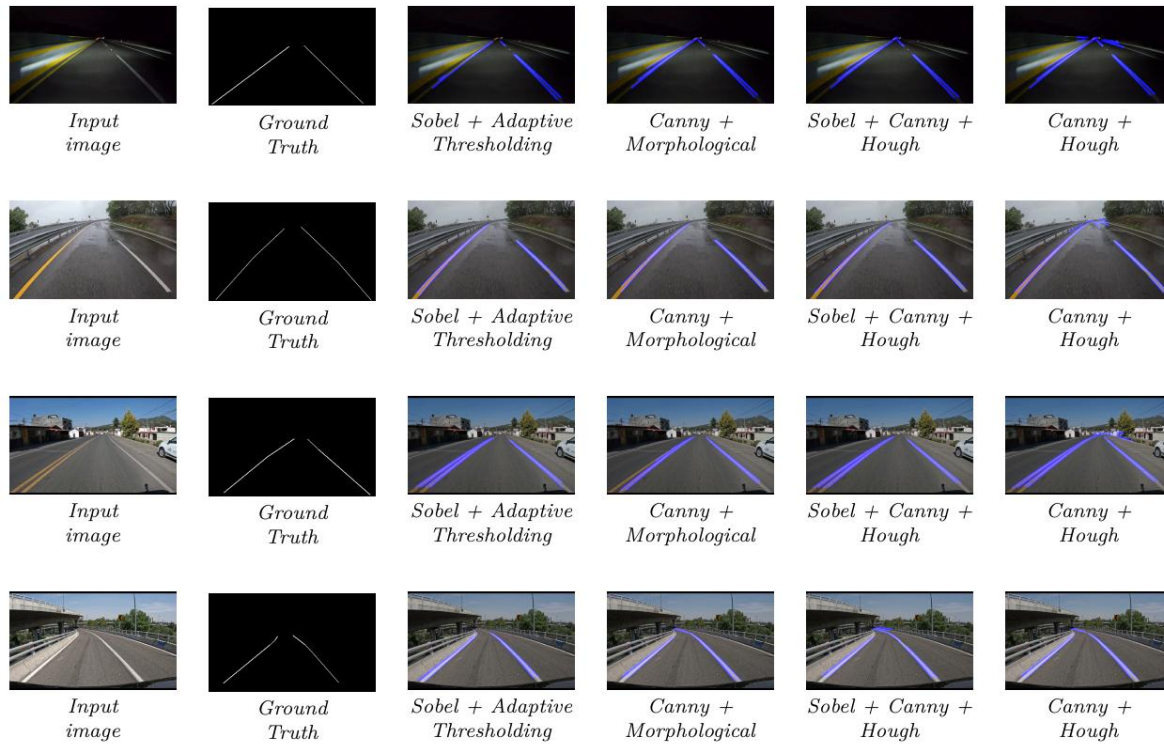 Input
image
Ground
Truth
Sobel + Adaptive
Thresholding
Canny +
Morphological
Sobel + Canny +
Hough
Canny +
Hough
Input
image
Ground
Truth
Sobel + Adaptive
Thresholding
Canny +
Morphological
Sobel + Canny +
Hough
Canny +
Hough
Input
image
Ground
Truth
Sobel + Adaptive
Thresholding
Canny +
Morphological
Sobel + Canny +
Hough
Canny +
Hough
Input
image
Ground
Truth
Sobel + Adaptive
Thresholding
Canny +
Morphological
Sobel + Canny +
Hough
Canny +
Hough